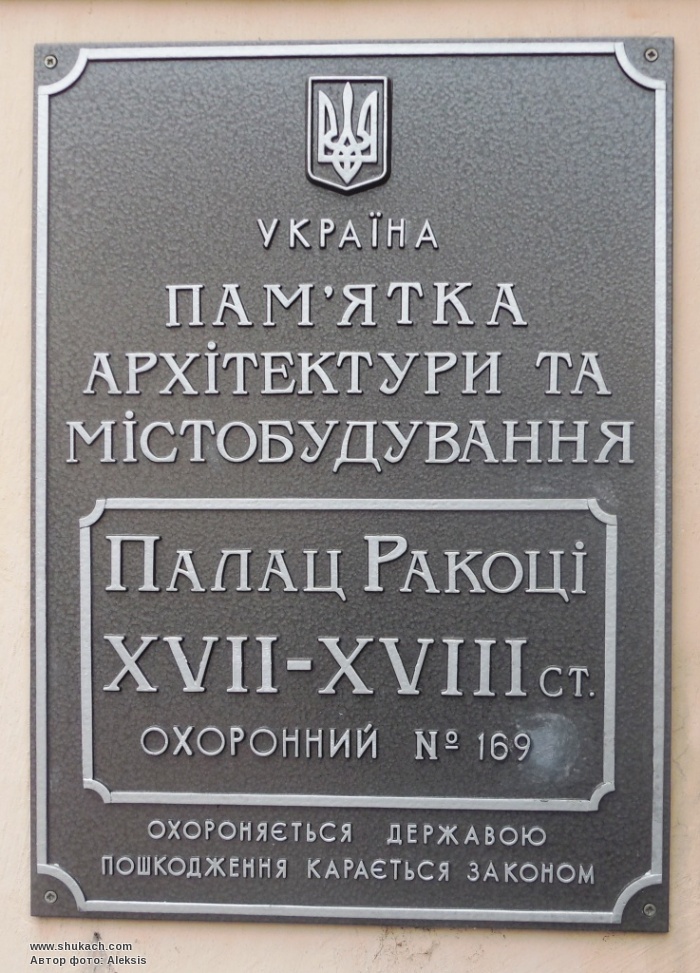 УКРАЇНА
ПАМ’ЯТКА
АРХІТЕКТУРИ ТА
МІСТОБУДУВАННЯ
ПАЛАЦ РАКОЦІ
XVII-XVIII СТ.
ОХОРОННИЙ № 169
ОХОРОНЯЄТЬСЯ ДЕРЖАВОЮ
ПОШКОДЖЕННЯ КАРАЄТЬСЯ ЗАКОНОМ
www.shukach.com
Автор фото: Aleksis